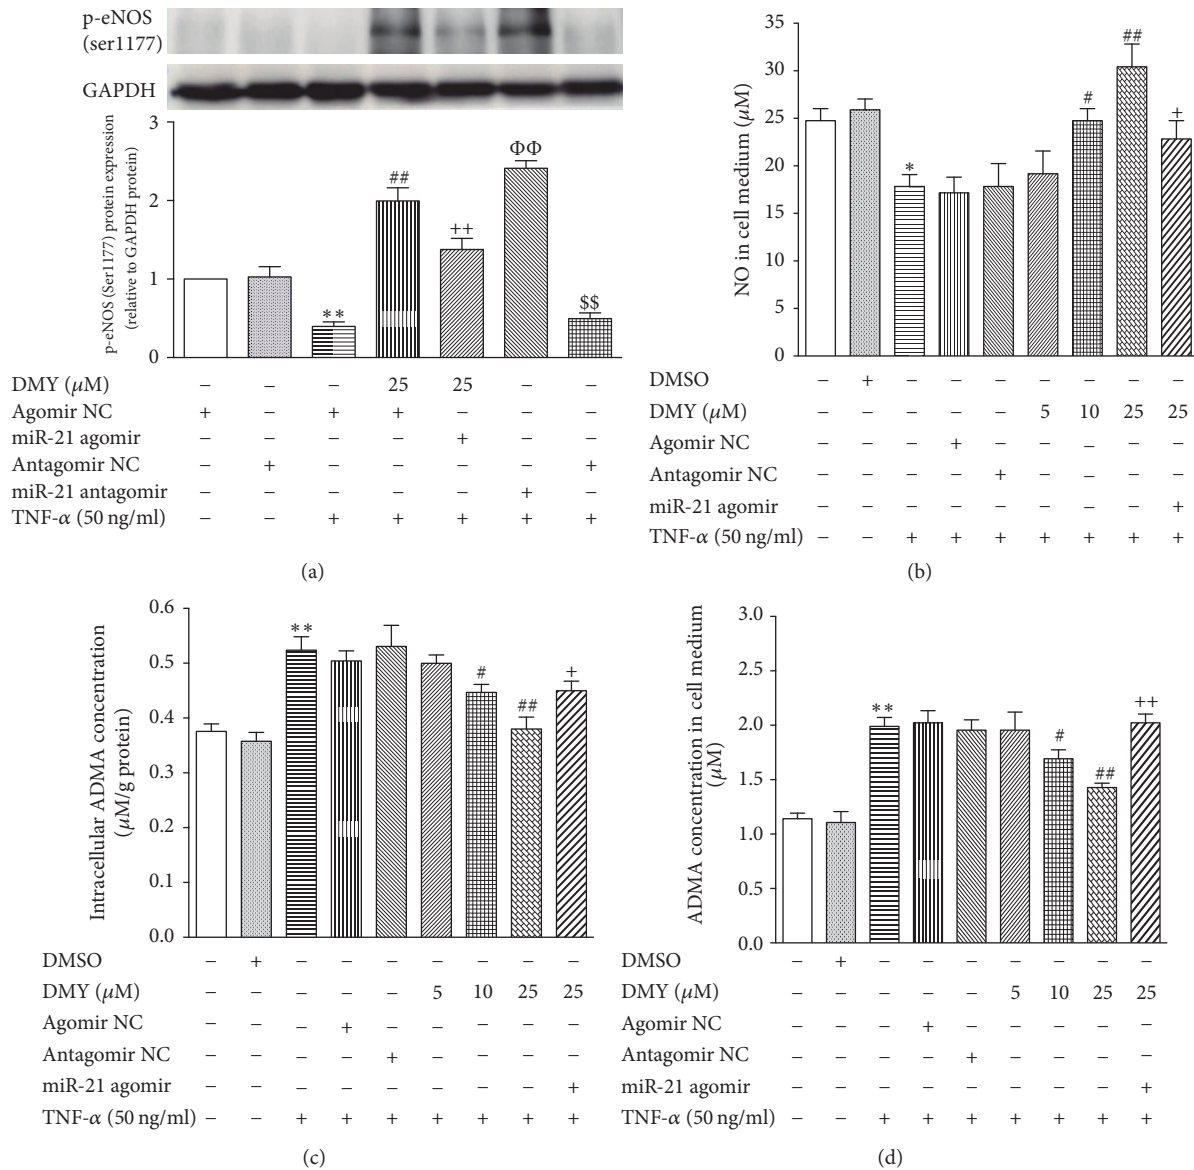 p-eNOS
(ser1177)
GAPDH
p-eNOS (Ser1177) protein expression
(relative to GAPDH protein)
3
2
1
0
** ## ++ ΦΦ $$
DMY (μM) − − − 25 25 − −
Agomir NC + − + + − − −
miR-21 agomir − − − − + − −
Antagomir NC − + − − − − +
miR-21 antagomir − − − − − + −
TNF-α (50 ng/ml) − − + + + + +
(a)
NO in cell medium (μM)
35
30
25
20
15
10
5
0
* # ## +
DMSO − + − − − − − − −
DMY (μM) − − − − − 5 10 25 25
Agomir NC − − − + − − − − −
Antagomir NC − − − − + − − − −
miR-21 agomir − − − − − − − − +
TNF-α (50 ng/ml) − − + + + + + + +
(b)
Intracellular ADMA concentration
(μM/g protein)
0.6
0.5
0.4
0.3
0.2
0.1
0.0
** # ## +
DMSO − + − − − − − − −
DMY (μM) − − − − − 5 10 25 25
Agomir NC − − − + − − − − −
Antagomir NC − − − − + − − − −
miR-21 agomir − − − − − − − − +
TNF-α (50 ng/ml) − − + + + + + + +
(c)
ADMA concentration in cell medium
(μM)
3.0
2.5
2.0
1.5
1.0
0.5
0.0
** # ## ++
DMSO − + − − − − − − −
DMY (μM) − − − − − 5 10 25 25
Agomir NC − − − + − − − − −
Antagomir NC − − − − + − − − −
miR-21 agomir − − − − − − − − +
TNF-α (50 ng/ml) − − + + + + + + +
(d)